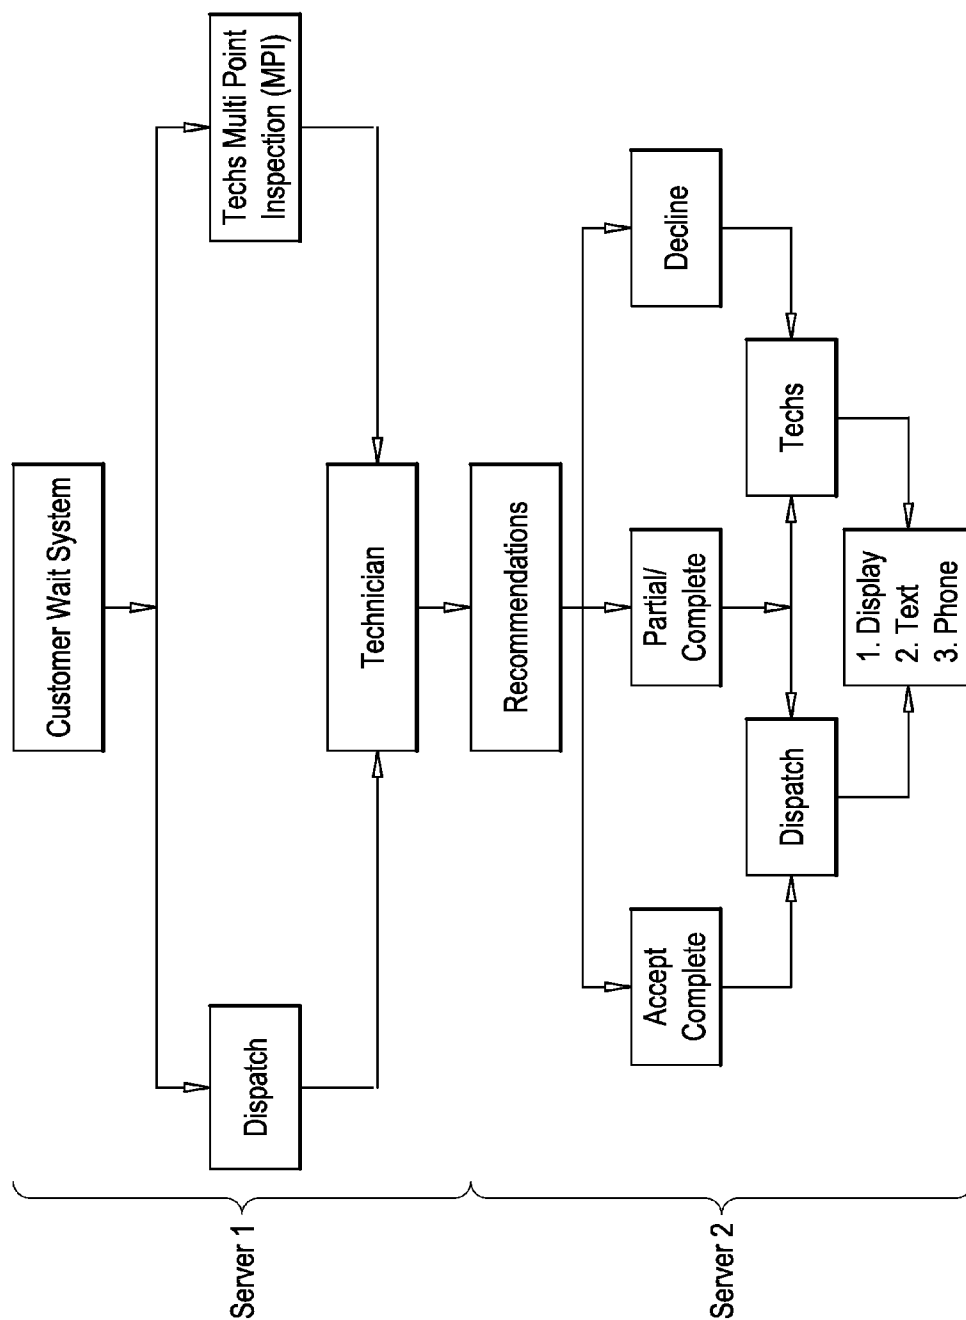 Server 1
Customer Wait System
Dispatch
Techs Multi Point
Inspection (MPI)
Technician
Server 2
Recommendations
Accept
Complete
Partial/
Complete
Decline
Dispatch
Techs
1. Display
2. Text
3. Phone